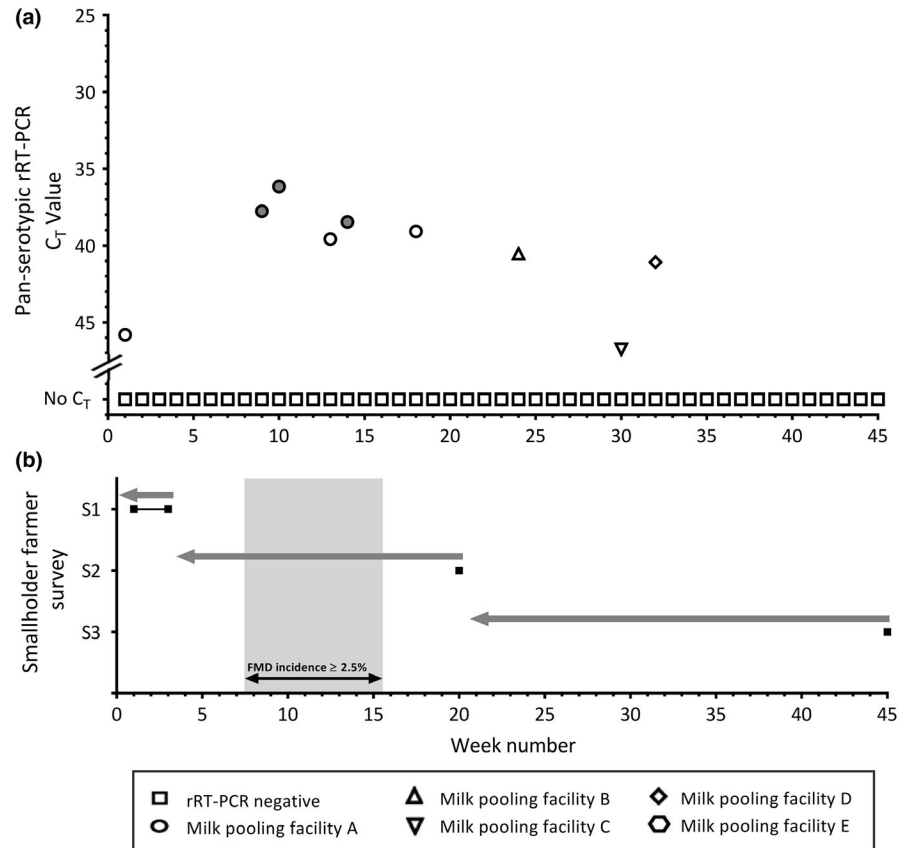 (a)
Pan-serotypic rRT-PCR
C_T Value
25
30
35
40
45
No C_T
0 5 10 15 20 25 30 35 40 45
(b)
Smallholder farmer
survey
S1
S2
S3
FMD incidence ≥ 2.5%
0 5 10 15 20 25 30 35 40 45
Week number
rRT-PCR negative
Milk pooling facility A
Milk pooling facility B
Milk pooling facility C
Milk pooling facility D
Milk pooling facility E